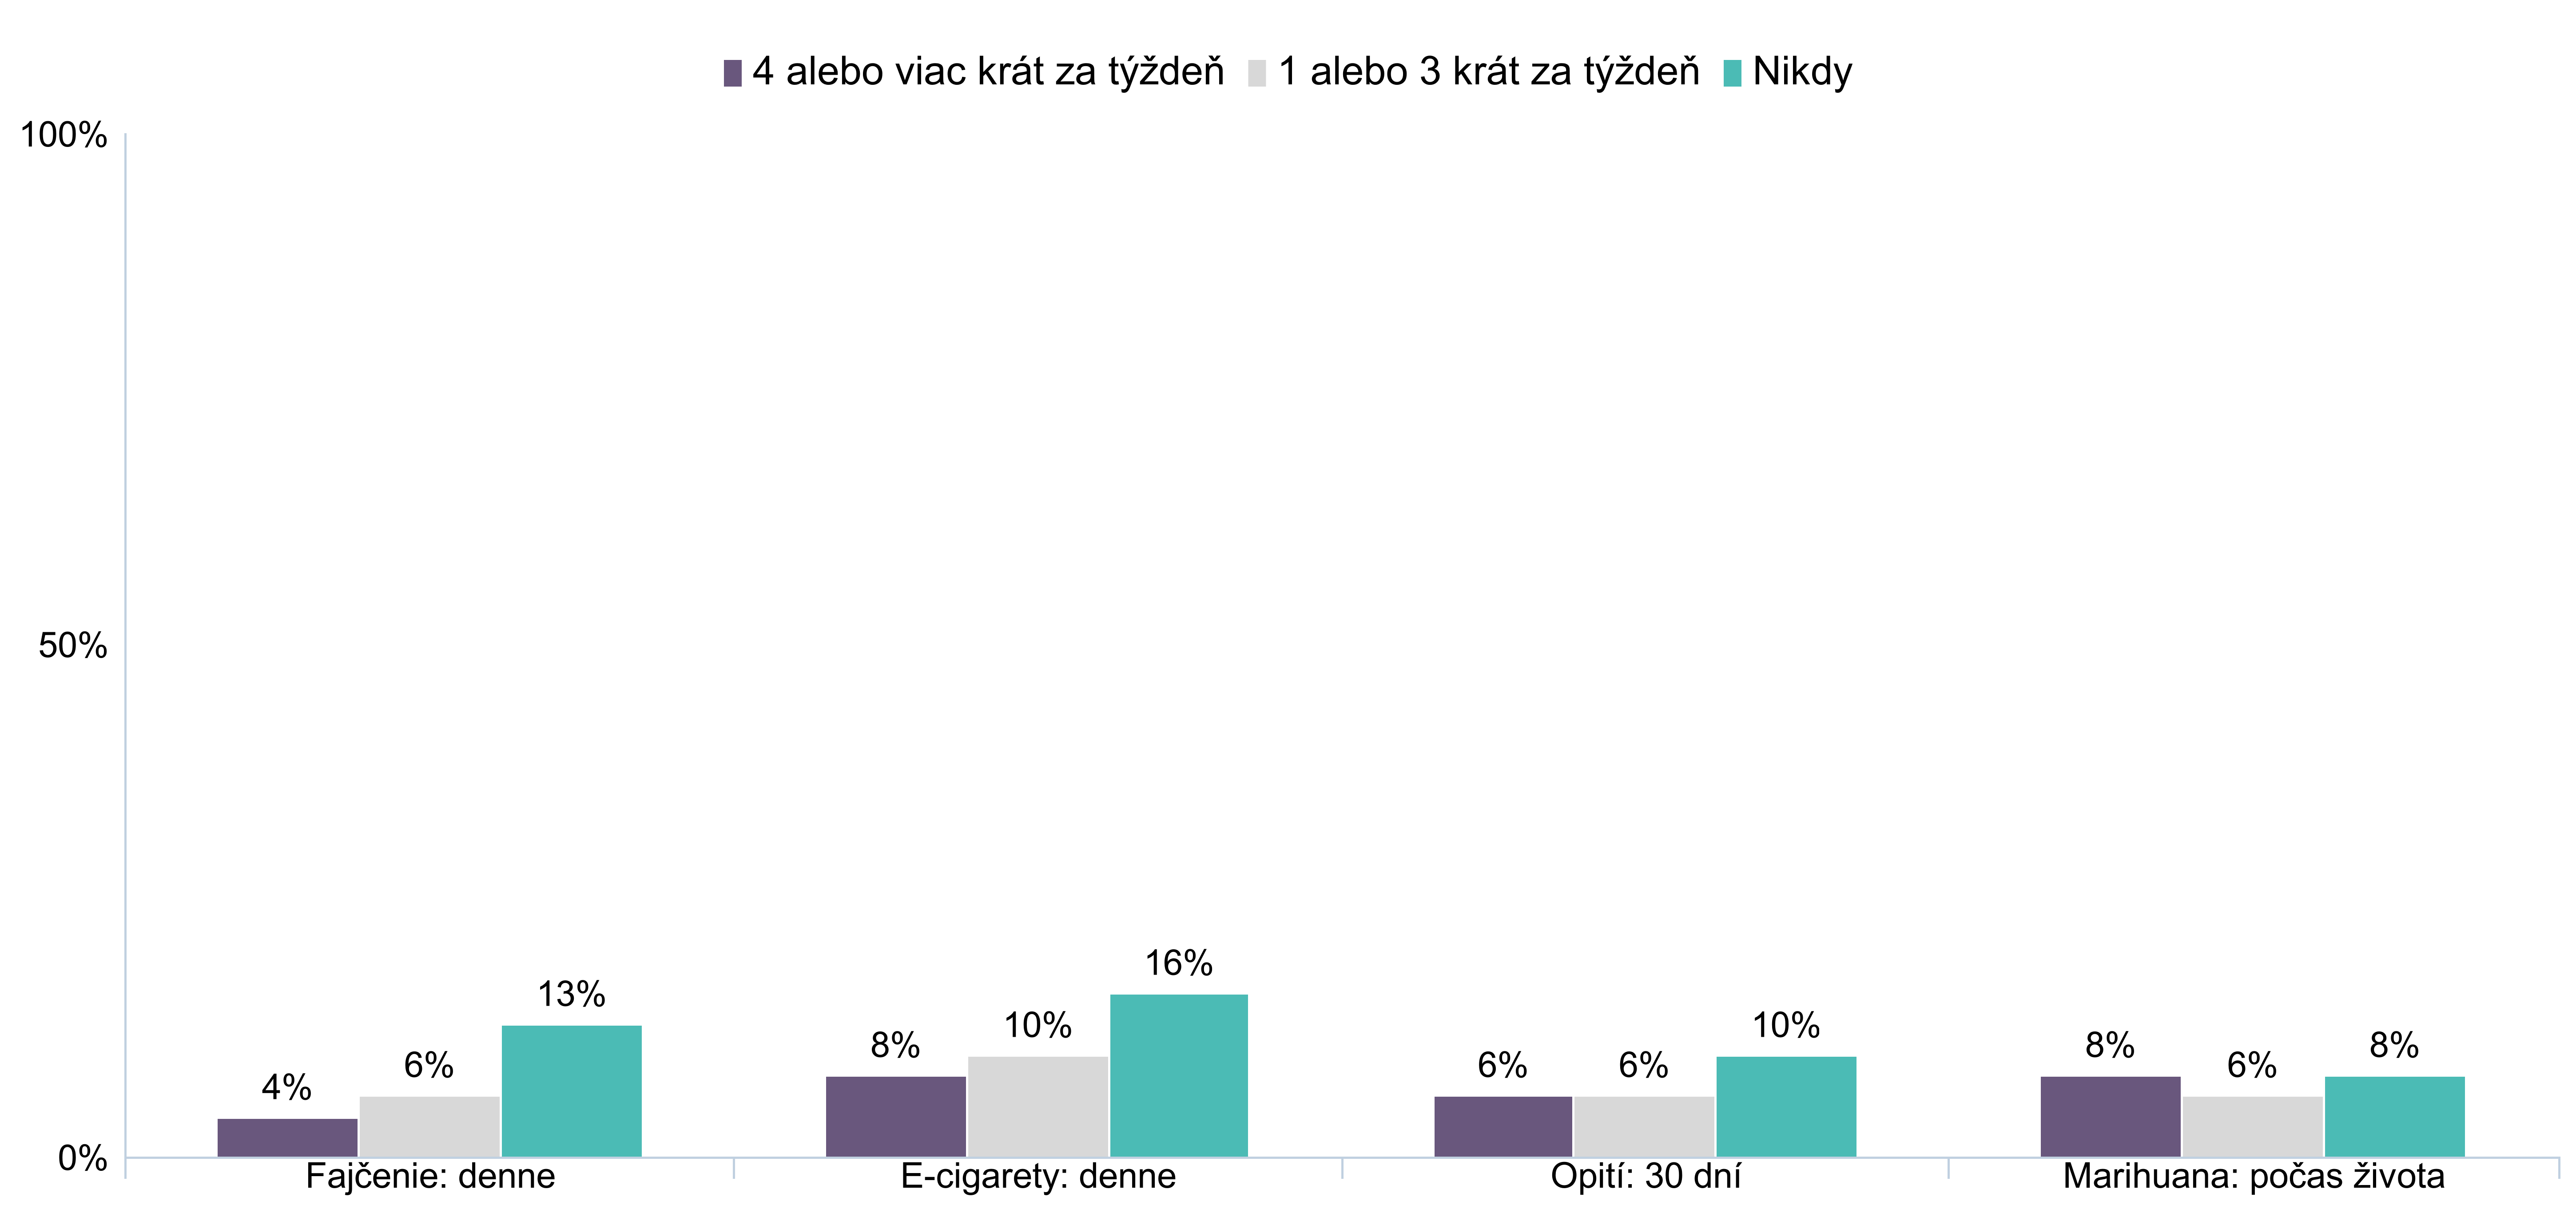 4 alebo viac krát za týždeň 1 alebo 3 krát za týždeň Nikdy
100%
50%
0%
4% 6% 13%
8% 10% 16%
6% 6% 10%
8% 6% 8%
Fajčenie: denne E-cigarety: denne Opití: 30 dní Marihuana: počas života